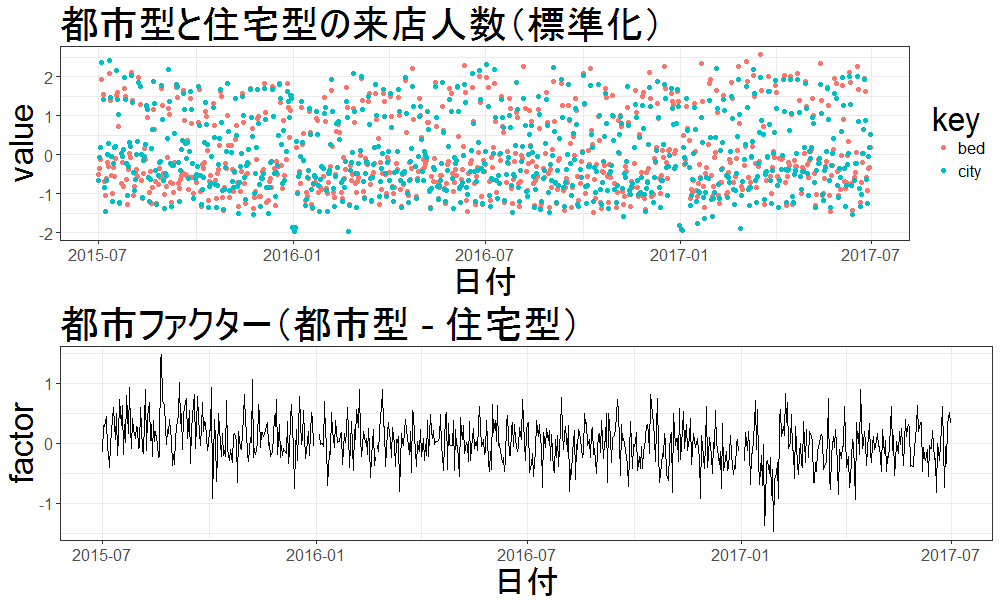 都市型と住宅型の来店人数（標準化）
value
2
1
0
-1
-2
2015-07 2016-01 2016-07 2017-01 2017-07
日付
key
bed
city
都市ファクター（都市型 - 住宅型）
factor
1
0
-1
2015-07 2016-01 2016-07 2017-01 2017-07
日付